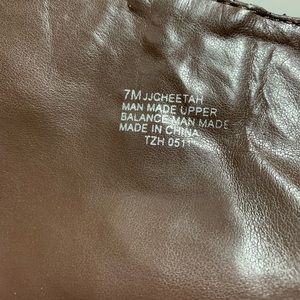 7M JJCHEETAH
MAN MADE UPPER
BALANCE MAN MADE
MADE IN CHINA
TZH 0511